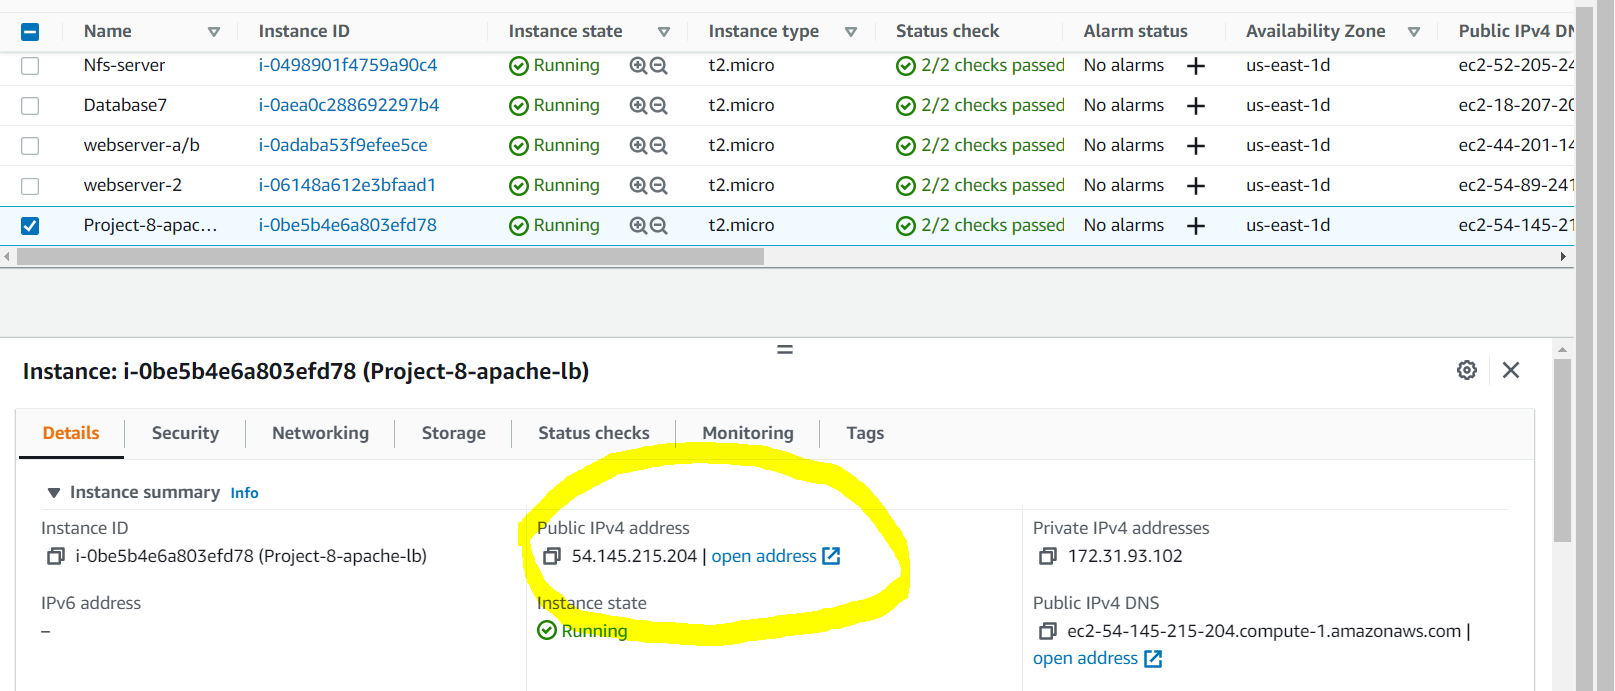 Name Instance ID Instance state Instance type Status check Alarm status Availability Zone Public IPv4 DN
Nfs-server i-0498901f4759a90c4 Running t2.micro 2/2 checks passed No alarms + us-east-1d ec2-52-205-24
Database7 i-0aea0c288692297b4 Running t2.micro 2/2 checks passed No alarms + us-east-1d ec2-18-207-20
webserver-a/b i-0adaba53f9efee5ce Running t2.micro 2/2 checks passed No alarms + us-east-1d ec2-44-201-14
webserver-2 i-06148a612e3bfaad1 Running t2.micro 2/2 checks passed No alarms + us-east-1d ec2-54-89-241
Project-8-apac... i-0be5b4e6a803efd78 Running t2.micro 2/2 checks passed No alarms + us-east-1d ec2-54-145-21
Instance: i-0be5b4e6a803efd78 (Project-8-apache-lb)
Details Security Networking Storage Status checks Monitoring Tags
Instance summary Info
Instance ID Public IPv4 address Private IPv4 addresses
i-0be5b4e6a803efd78 (Project-8-apache-lb) 54.145.215.204 | open address 172.31.93.102
IPv6 address Instance state Public IPv4 DNS
– Running ec2-54-145-215-204.compute-1.amazonaws.com |
open address